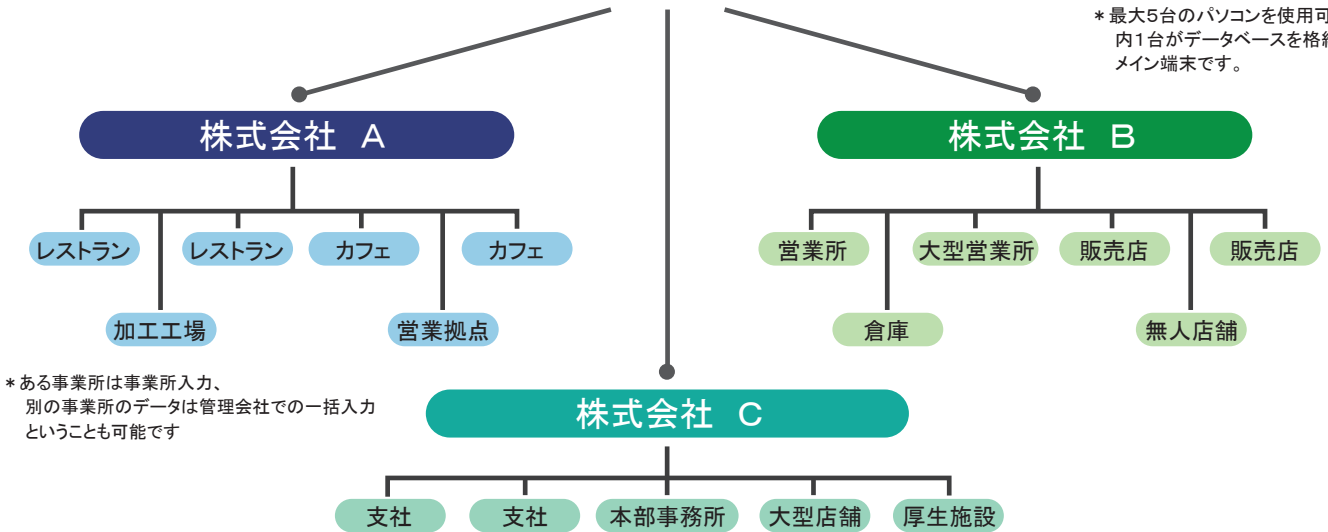 ＊最大５台のパソコンを使用可
内１台がデータベースを格
メイン端末です。
株式会社 A
株式会社 B
レストラン
レストラン
カフェ
カフェ
加工工場
営業拠点
営業所
大型営業所
販売店
販売店
倉庫
無人店舗
＊ある事業所は事業所入力、
別の事業所のデータは管理会社での一括入力
ということも可能です
株式会社 C
支社
支社
本部事務所
大型店舗
厚生施設